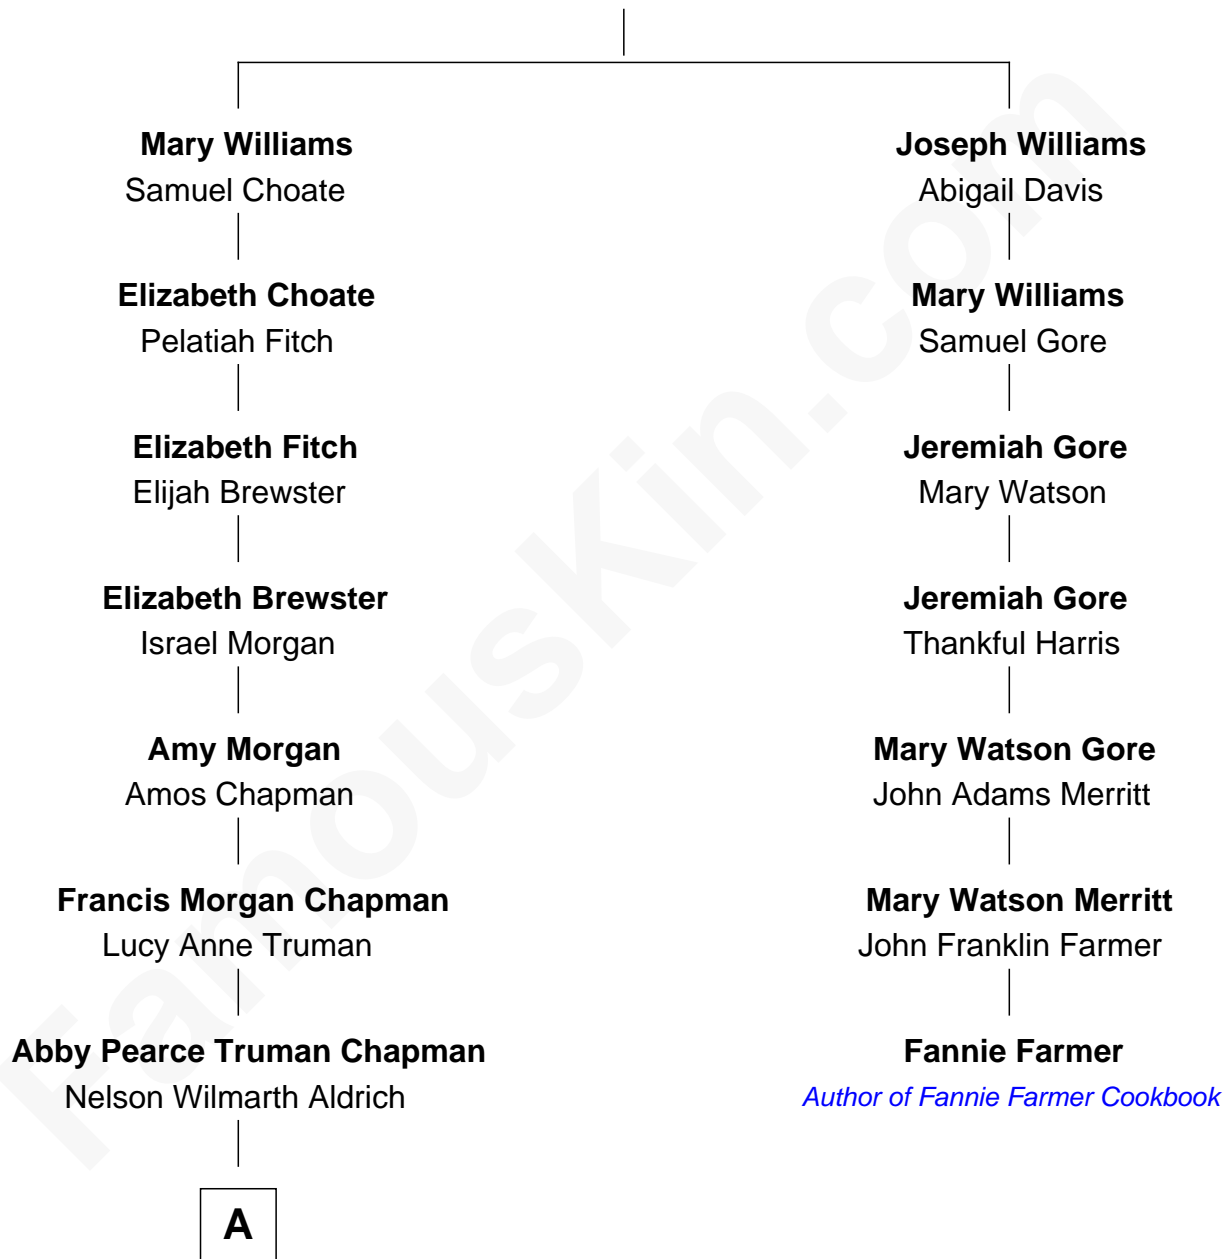 Mary Williams
Samuel Choate
Joseph Williams
Abigail Davis
Elizabeth Choate
Pelatiah Fitch
Mary Williams
Samuel Gore
Elizabeth Fitch
Elijah Brewster
Jeremiah Gore
Mary Watson
Elizabeth Brewster
Israel Morgan
Jeremiah Gore
Thankful Harris
Amy Morgan
Amos Chapman
Mary Watson Gore
John Adams Merritt
Francis Morgan Chapman
Lucy Anne Truman
Mary Watson Merritt
John Franklin Farmer
Abby Pearce Truman Chapman
Nelson Wilmarth Aldrich
Fannie Farmer
Author of Fannie Farmer Cookbook
A
FamousKin.com